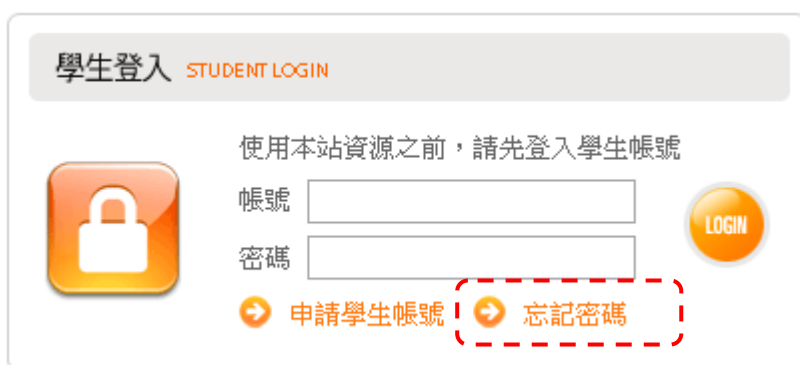 學生登入 STUDENT LOGIN
使用本站資源之前，請先登入學生帳號
帳號
LOGIN
密碼
申請學生帳號 忘記密碼